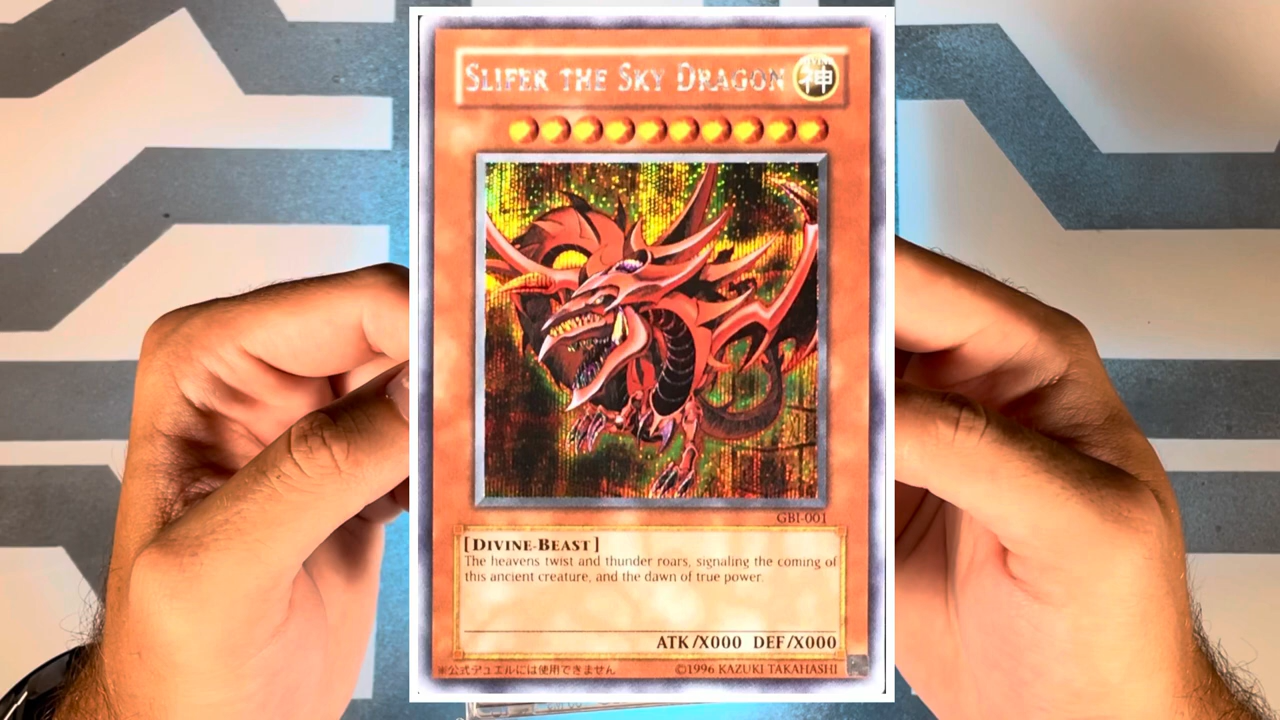 SLIFER THE SKY DRAGON
DIVINE
神
GBI-001
[DIVINE-BEAST]
The heavens twist and thunder roars, signaling the coming of
this ancient creature, and the dawn of true power.
ATK/X000 DEF/X000
※公式デュエルには使用できません
©1996 KAZUKI TAKAHASHI